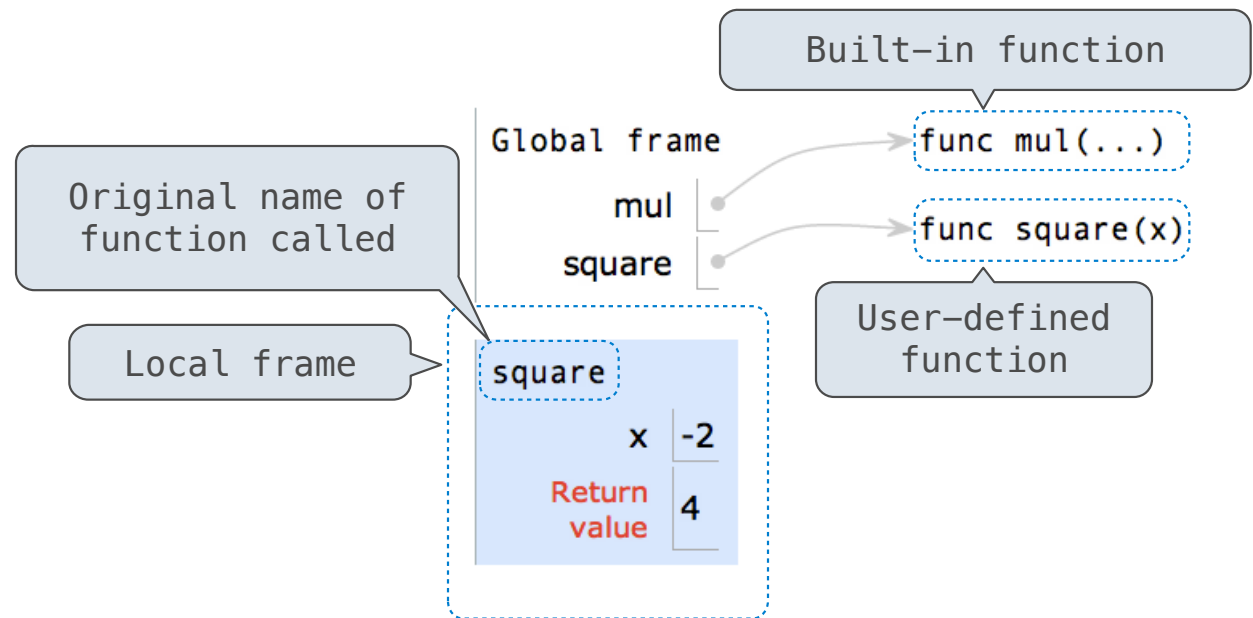 Built-in function
Global frame
func mul(...)
Original name of
function called
mul
square
func square(x)
User-defined
function
Local frame
square
x -2
Return
value
4